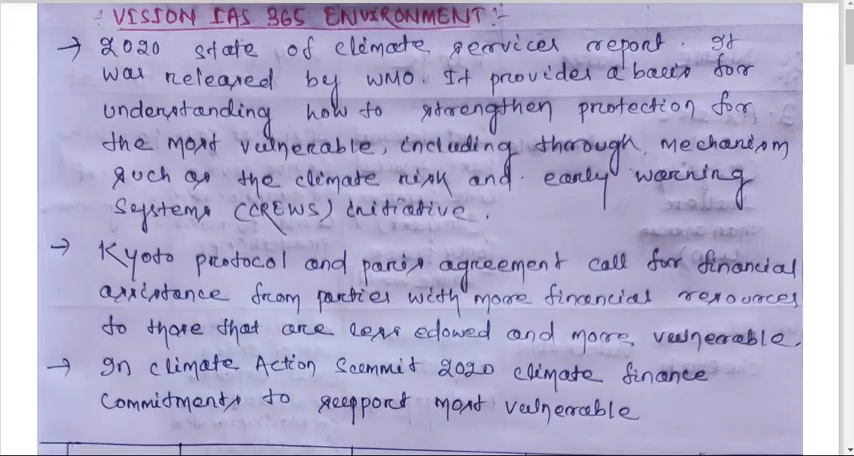 : VISION IAS 365 ENVIRONMENT :-
→ 2020 state of climate services report. It
was released by WMO. It provides a basis for
understanding how to strengthen protection for
the most vulnerable, including thorough mechanism
such as the climate risk and early warning
Systems (CREWS) initiative.
→ Kyoto protocol and paris agreement call for financial
assistance from parties with more financial resources
to those that are less edowed and more vulnerable.
→ In climate Action Scemmit 2020 climate finance
Commitments to support most vulnerable